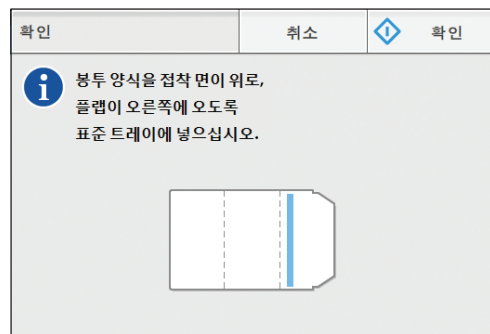 확인 취소 확인
봉투 양식을 접착 면이 위로,
플랩이 오른쪽에 오도록
표준 트레이에 넣으십시오.